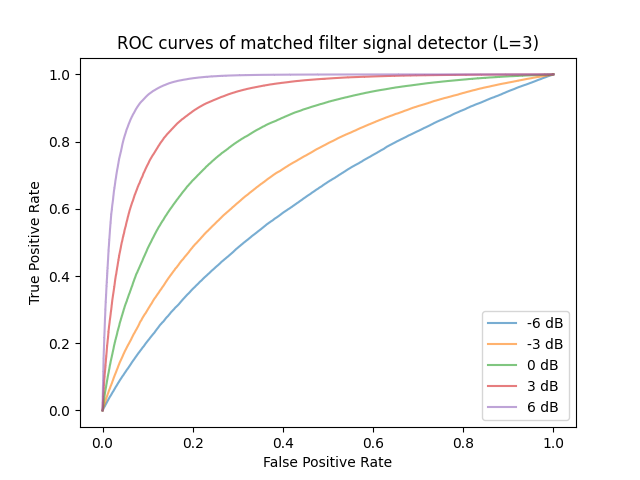 ROC curves of matched filter signal detector (L=3)
True Positive Rate
1.0
0.8
0.6
0.4
0.2
0.0
0.0 0.2 0.4 0.6 0.8 1.0
False Positive Rate
-6 dB
-3 dB
0 dB
3 dB
6 dB